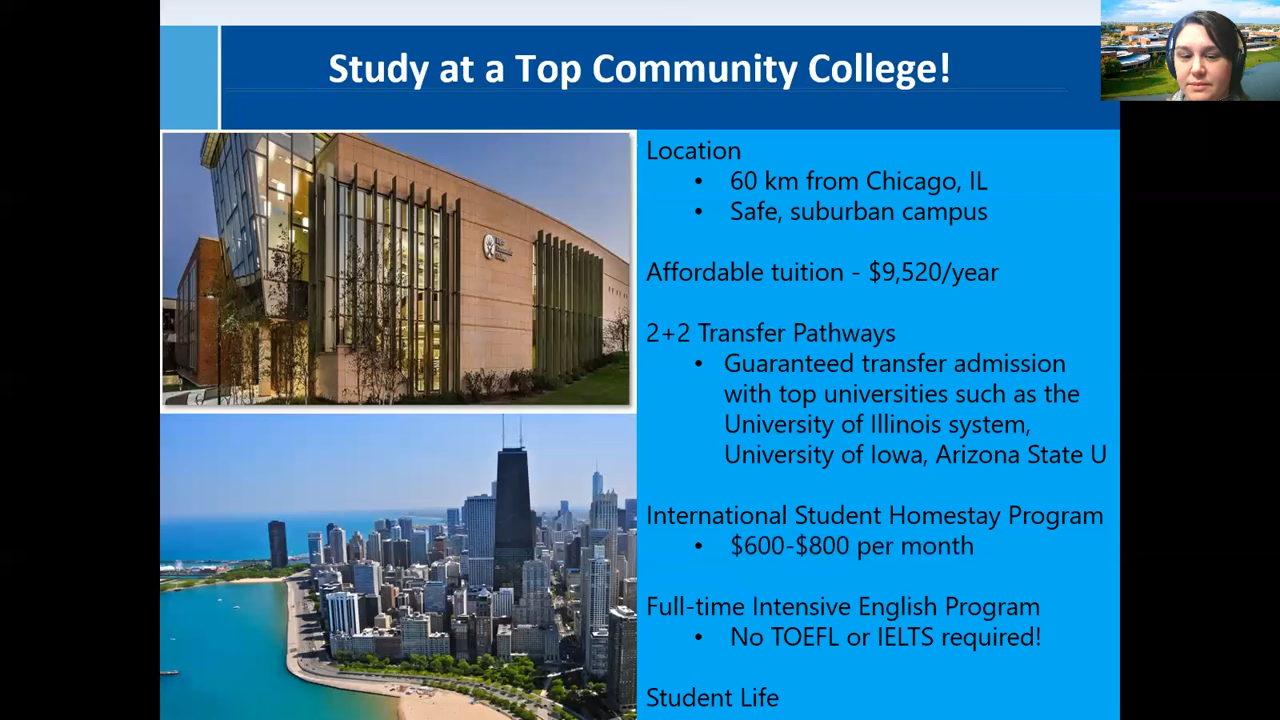 Study at a Top Community College!
Location
• 60 km from Chicago, IL
• Safe, suburban campus
Affordable tuition - $9,520/year
2+2 Transfer Pathways
• Guaranteed transfer admission
with top universities such as the
University of Illinois system,
University of Iowa, Arizona State U
International Student Homestay Program
• $600-$800 per month
Full-time Intensive English Program
• No TOEFL or IELTS required!
Student Life